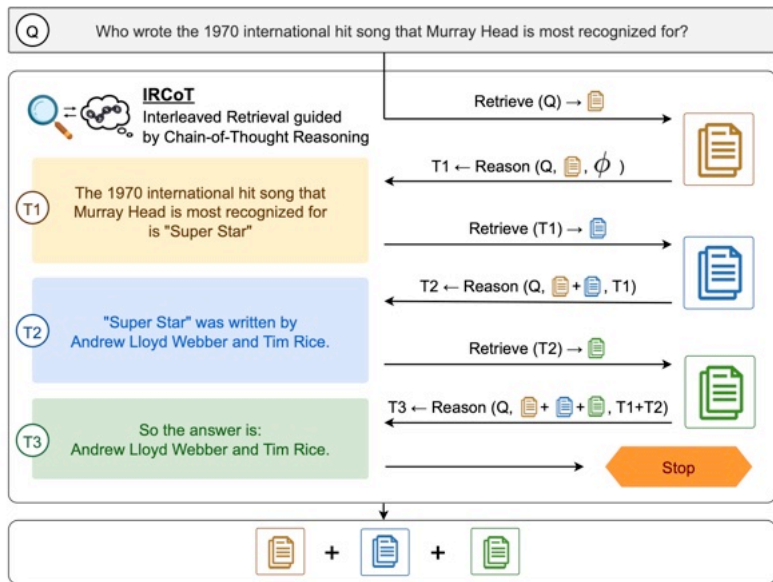 Q Who wrote the 1970 international hit song that Murray Head is most recognized for?
IRCoT
Interleaved Retrieval guided
by Chain-of-Thought Reasoning
Retrieve (Q) →
T1 ← Reason (Q, , ϕ )
T1
The 1970 international hit song that
Murray Head is most recognized for
is "Super Star"
Retrieve (T1) →
T2 ← Reason (Q, + , T1)
T2
"Super Star" was written by
Andrew Lloyd Webber and Tim Rice.
Retrieve (T2) →
T3 ← Reason (Q, + + , T1+T2)
T3
So the answer is:
Andrew Lloyd Webber and Tim Rice.
Stop
+ +